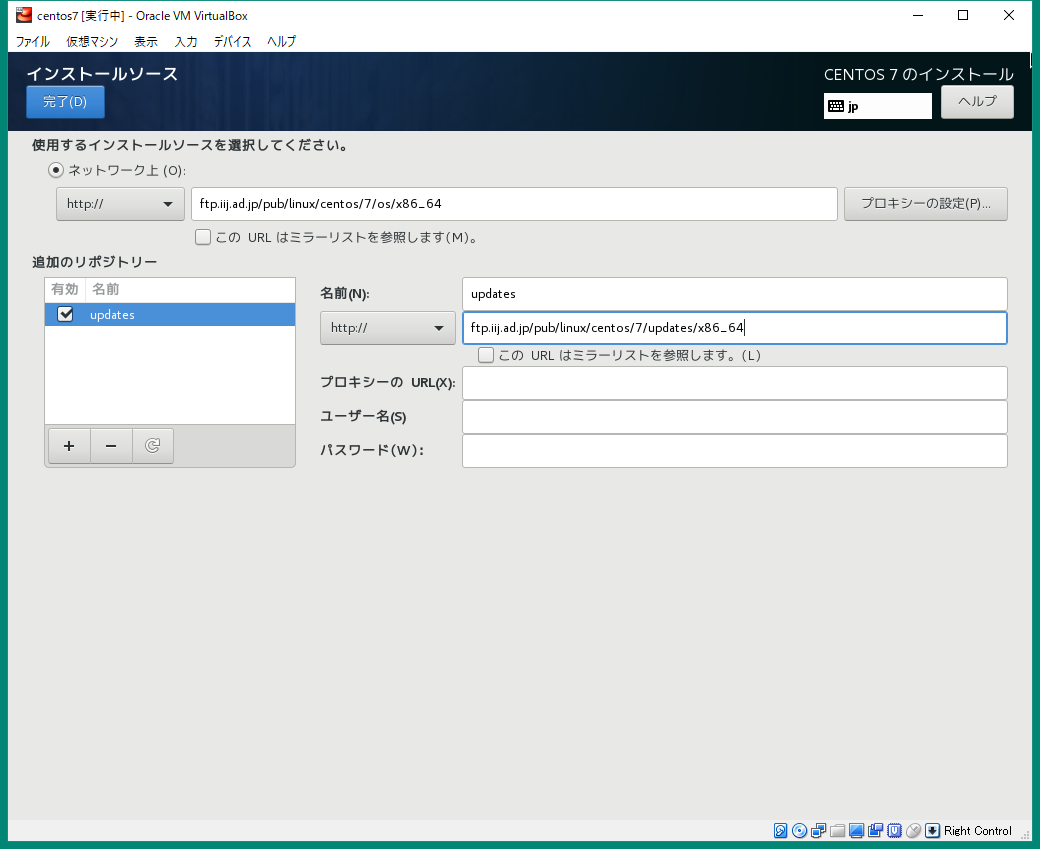 centos7 [実行中] - Oracle VM VirtualBox
ファイル 仮想マシン 表示 入力 デバイス ヘルプ
インストールソース
CENTOS 7 のインストール
完了(D)
jp
ヘルプ
使用するインストールソースを選択してください。
ネットワーク上 (O):
http://
ftp.iij.ad.jp/pub/linux/centos/7/os/x86_64
プロキシーの設定(P)...
この URL はミラーリストを参照します(M)。
追加のリポジトリー
有効 名前
updates
名前(N):
updates
http://
ftp.iij.ad.jp/pub/linux/centos/7/updates/x86_64
この URL はミラーリストを参照します。(L)
プロキシーの URL(X):
ユーザー名(S)
パスワード(W):
Right Control